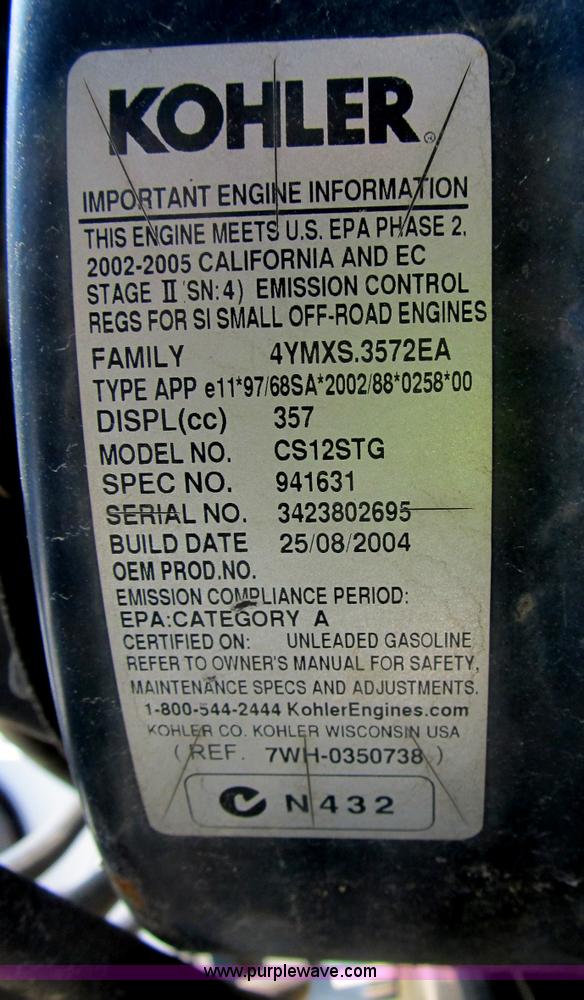 KOHLER®
IMPORTANT ENGINE INFORMATION
THIS ENGINE MEETS U.S. EPA PHASE 2,
2002-2005 CALIFORNIA AND EC
STAGE II (SN:4) EMISSION CONTROL
REGS FOR SI SMALL OFF-ROAD ENGINES
FAMILY 4YMXS.3572EA
TYPE APP e11*97/68SA*2002/88*0258*00
DISPL(cc) 357
MODEL NO. CS12STG
SPEC NO. 941631
SERIAL NO. 3423802695
BUILD DATE 25/08/2004
OEM PROD.NO.
EMISSION COMPLIANCE PERIOD:
EPA:CATEGORY A
CERTIFIED ON: UNLEADED GASOLINE
REFER TO OWNER'S MANUAL FOR SAFETY,
MAINTENANCE SPECS AND ADJUSTMENTS.
1-800-544-2444 KohlerEngines.com
KOHLER CO. KOHLER WISCONSIN USA
(REF. 7WH-0350738)
N432
www.purplewave.com